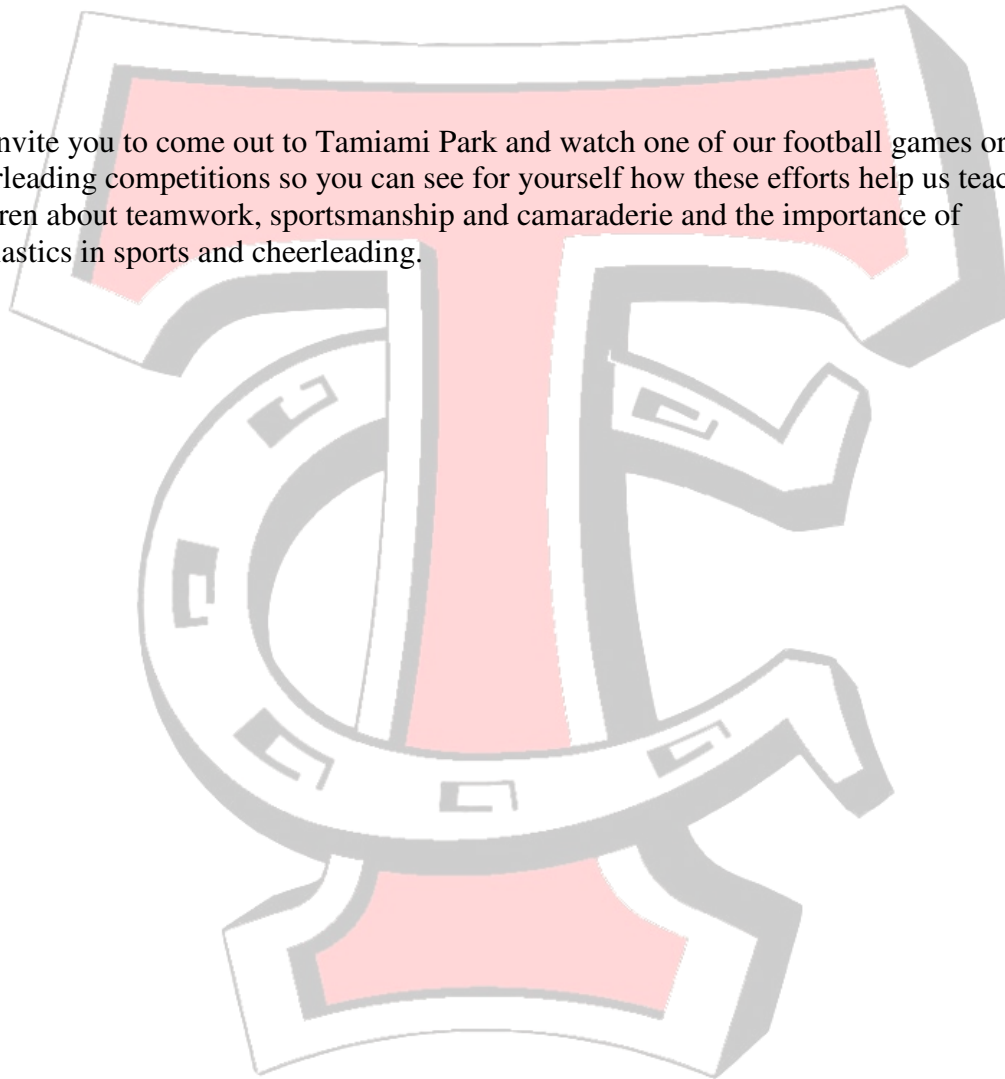 nvite you to come out to Tamiami Park and watch one of our football games or
rleading competitions so you can see for yourself how these efforts help us teac
ren about teamwork, sportsmanship and camaraderie and the importance of
lastics in sports and cheerleading.
TC